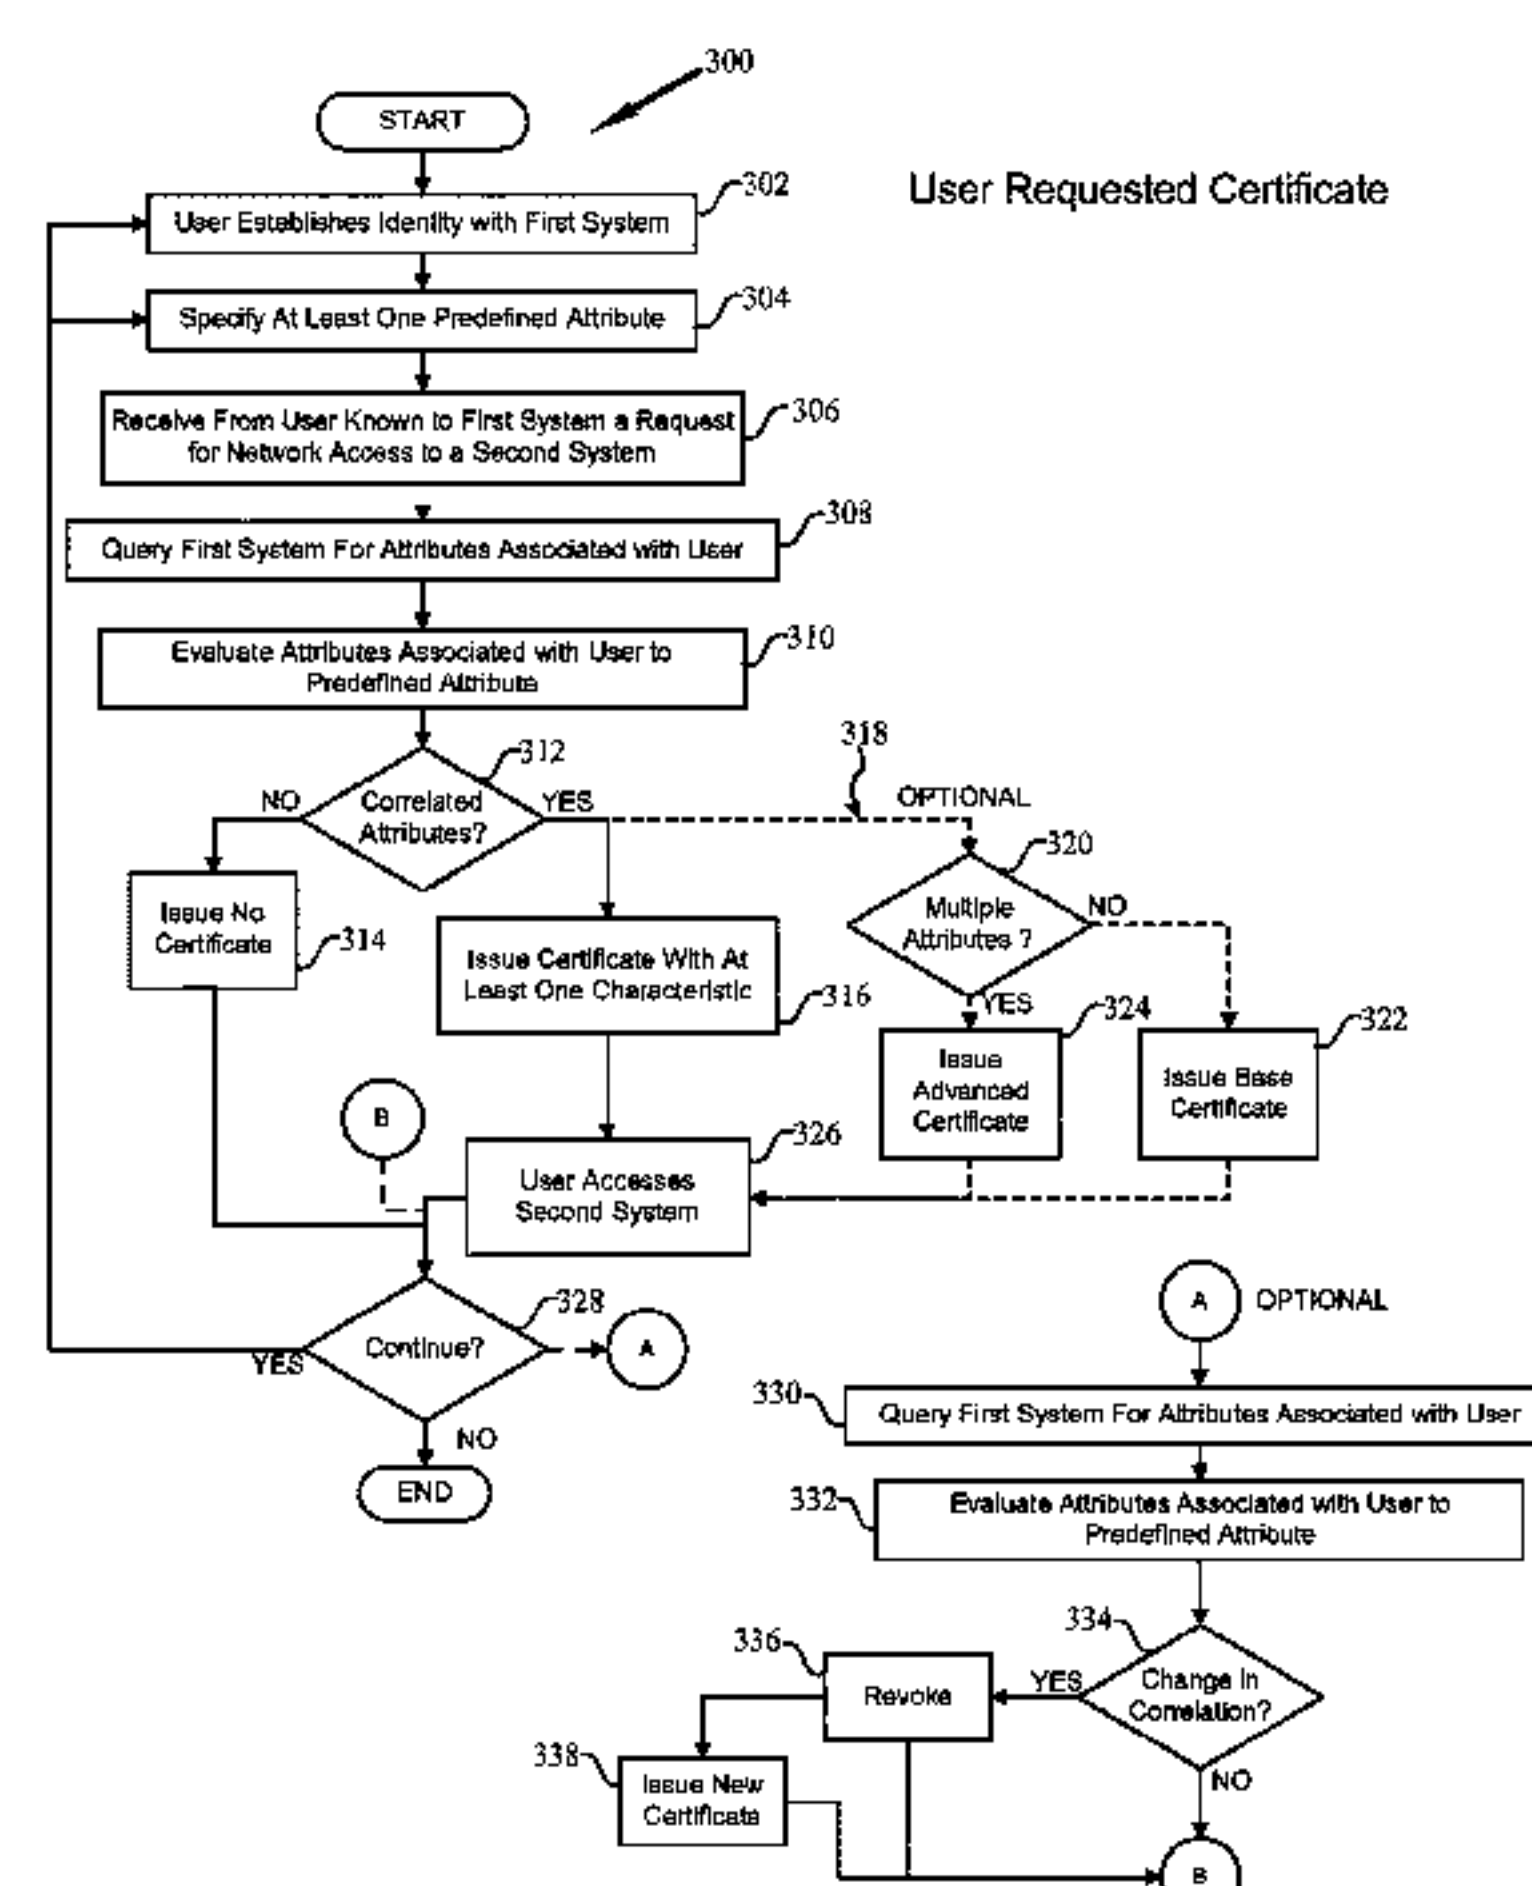 300
START
User Requested Certificate
302
User Establishes Identity with First System
304
Specify At Least One Predefined Attribute
306
Receive From User Known to First System a Request
for Network Access to a Second System
308
Query First System For Attributes Associated with User
310
Evaluate Attributes Associated with User to
Predefined Attribute
312
Correlated
Attributes?
NO
YES
318
OPTIONAL
320
Multiple
Attributes ?
NO
YES
Issue No
Certificate
314
Issue Certificate With At
Least One Characteristic
316
324
Issue
Advanced
Certificate
322
Issue Base
Certificate
B
326
User Accesses
Second System
328
Continue?
YES
A
NO
END
A
OPTIONAL
330
Query First System For Attributes Associated with User
332
Evaluate Attributes Associated with User to
Predefined Attribute
334
Change in
Correlation?
YES
NO
336
Revoke
338
Issue New
Certificate
B